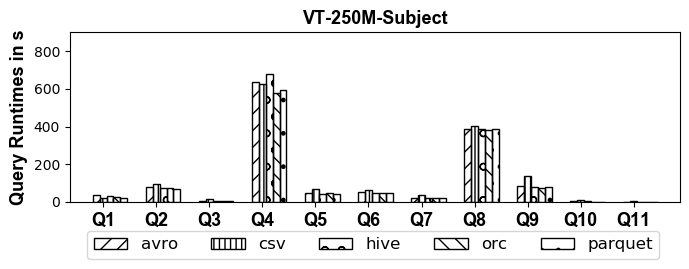 VT-250M-Subject
Query Runtimes in s
800
600
400
200
0
Q1 Q2 Q3 Q4 Q5 Q6 Q7 Q8 Q9 Q10 Q11
avro csv hive orc parquet